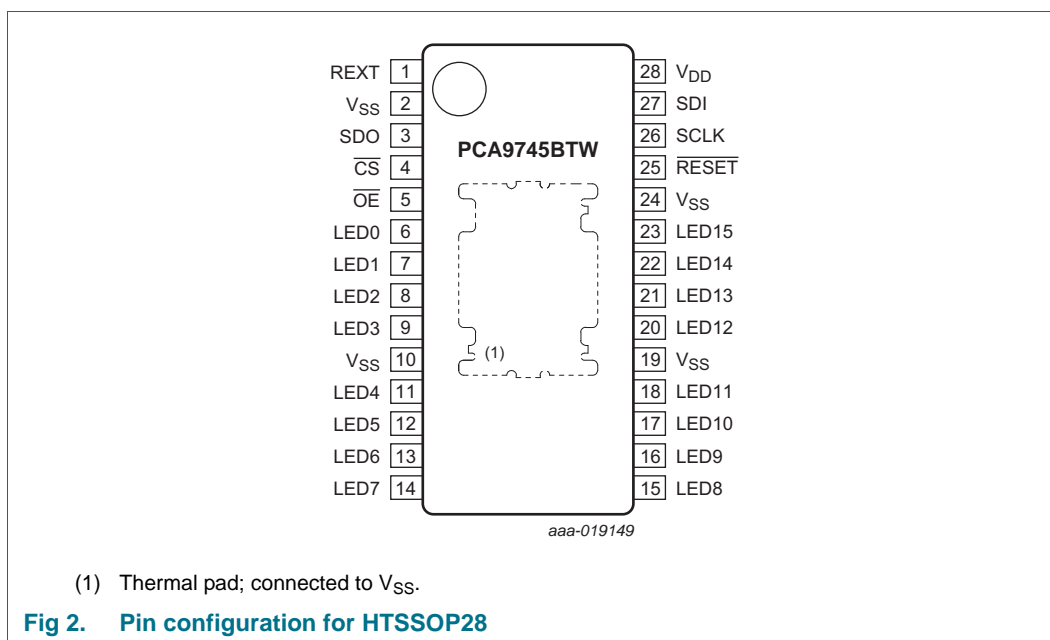 REXT 1
V_SS 2
SDO 3
C̅S̅ 4
O̅E̅ 5
LED0 6
LED1 7
LED2 8
LED3 9
V_SS 10
LED4 11
LED5 12
LED6 13
LED7 14
PCA9745BTW
(1)
28 V_DD
27 SDI
26 SCLK
25 R̅E̅S̅E̅T̅
24 V_SS
23 LED15
22 LED14
21 LED13
20 LED12
19 V_SS
18 LED11
17 LED10
16 LED9
15 LED8
aaa-019149
(1) Thermal pad; connected to V_SS.
Fig 2. Pin configuration for HTSSOP28